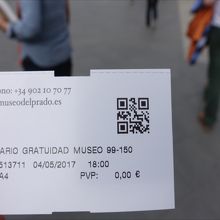 ono: +34 902 10 70 77
museodelprado.es
ARIO GRATUIDAD MUSEO 99-150
513711 04/05/2017 18:00
A4 PVP: 0,00 €